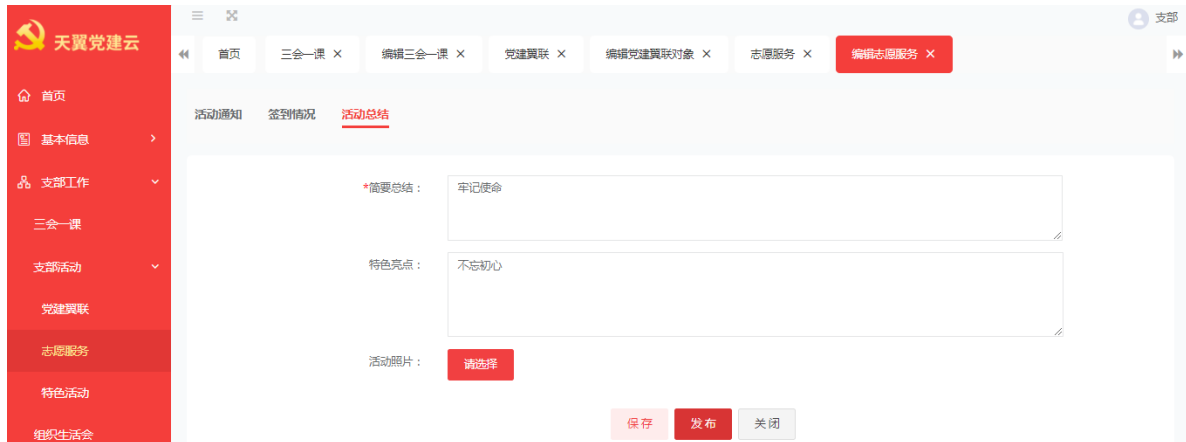 天翼党建云
支部
首页
三会一课 ×
编辑三会一课 ×
党建翼联 ×
编辑党建翼联对象 ×
志愿服务 ×
编辑志愿服务 ×
首页
基本信息
支部工作
三会一课
支部活动
党建翼联
志愿服务
特色活动
组织生活会
活动通知 签到情况 活动总结
*简要总结：
牢记使命
特色亮点：
不忘初心
活动照片：
请选择
保存 发布 关闭